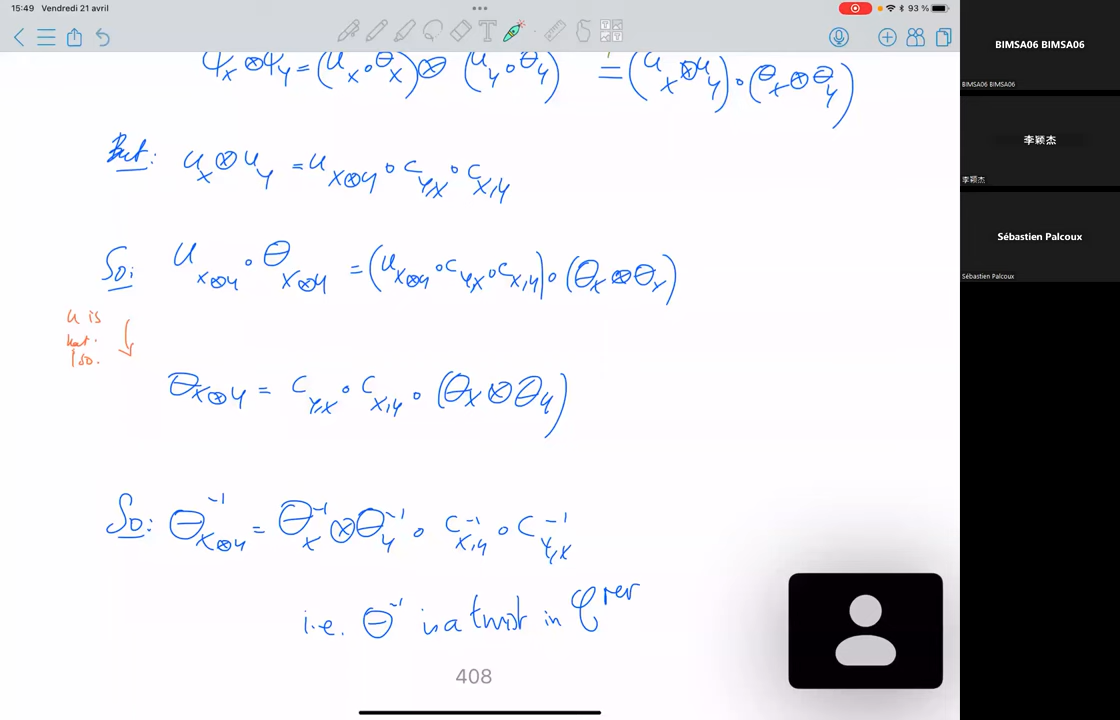 15:49 Vendredi 21 avril
93 %
ψ_X ⊗ ψ_Y = (u_X ∘ θ_X) ⊗ (u_Y ∘ θ_Y) = (u_X ⊗ u_Y) ∘ (θ_X ⊗ θ_Y)
But: u_X ⊗ u_Y = u_{X⊗Y} ∘ c_{Y,X} ∘ c_{X,Y}
So: u_{X⊗Y} ∘ θ_{X⊗Y} = (u_{X⊗Y} ∘ c_{Y,X} ∘ c_{X,Y}) ∘ (θ_X ⊗ θ_Y)
u is
nat.
iso.
θ_{X⊗Y} = c_{Y,X} ∘ c_{X,Y} ∘ (θ_X ⊗ θ_Y)
So: θ^{-1}_{X⊗Y} = θ^{-1}_X ⊗ θ^{-1}_Y ∘ c^{-1}_{X,Y} ∘ c^{-1}_{Y,X}
i.e. θ^{-1} is a twist in 𝒞^{rev}
408
BIMSA06 BIMSA06
BIMSA06 BIMSA06
李颖杰
李颖杰
Sébastien Palcoux
Sébastien Palcoux